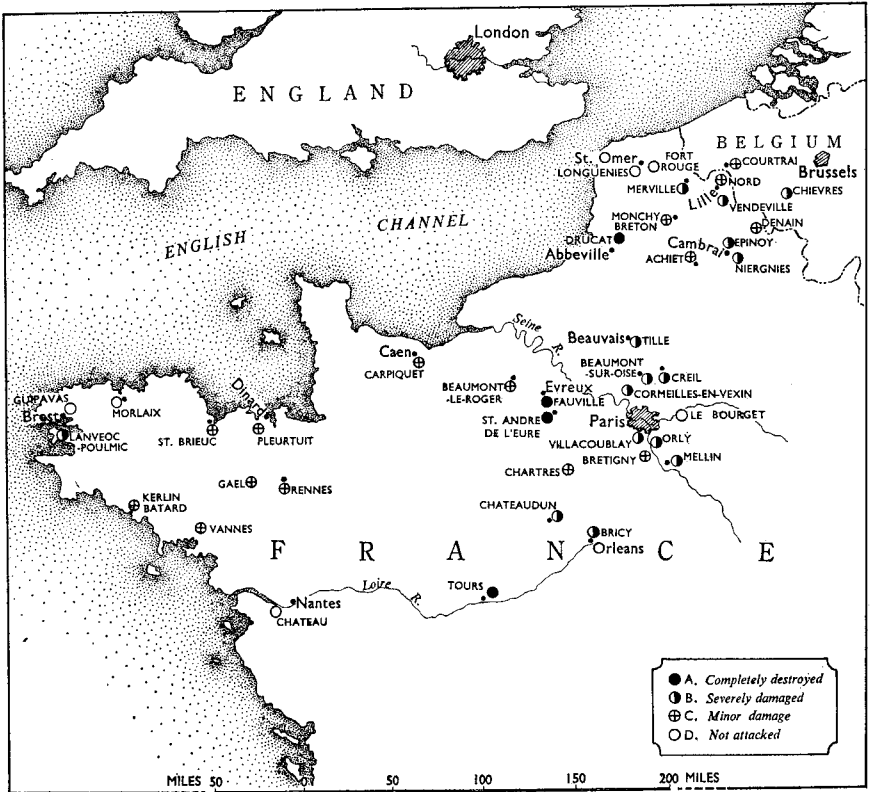 London
ENGLAND
BELGIUM
St. Omer
FORT
ROUGE
COURTRAI
LONGUENIES
Brussels
NORD
MERVILLE
Lille
CHIEVRES
VENDEVILLE
MONCHY
BRETON
DENAIN
ENGLISH CHANNEL
DRUCAT
Abbeville
Cambrai
EPINOY
ACHIET
NIERGNIES
Seine R.
Beauvais
TILLE
Caen
CARPIQUET
BEAUMONT
-SUR-OISE
CREIL
BEAUMONT
-LE-ROGER
Evreux
FAUVILLE
CORMEILLES-EN-VEXIN
GUIPAVAS
MORLAIX
Dinard
Brest
LANVEOC
-POULMIC
ST. BRIEUC
PLEURTUIT
ST. ANDRE
DE L'EURE
Paris
LE BOURGET
VILLACOUBLAY
ORLY
BRETIGNY
MELLIN
CHARTRES
GAEL
RENNES
KERLIN
BATARD
VANNES
CHATEAUDUN
BRICY
Orleans
FRANCE
TOURS
Loire R.
Nantes
CHATEAU
A. Completely destroyed
B. Severely damaged
C. Minor damage
D. Not attacked
MILES 50 0 50 100 150 200 MILES